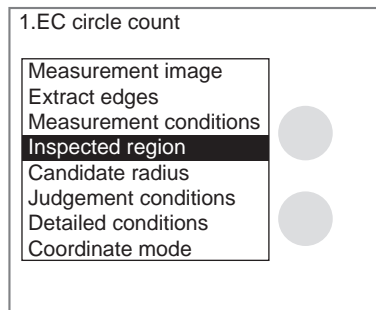 1.EC circle count
Measurement image
Extract edges
Measurement conditions
Inspected region
Candidate radius
Judgement conditions
Detailed conditions
Coordinate mode